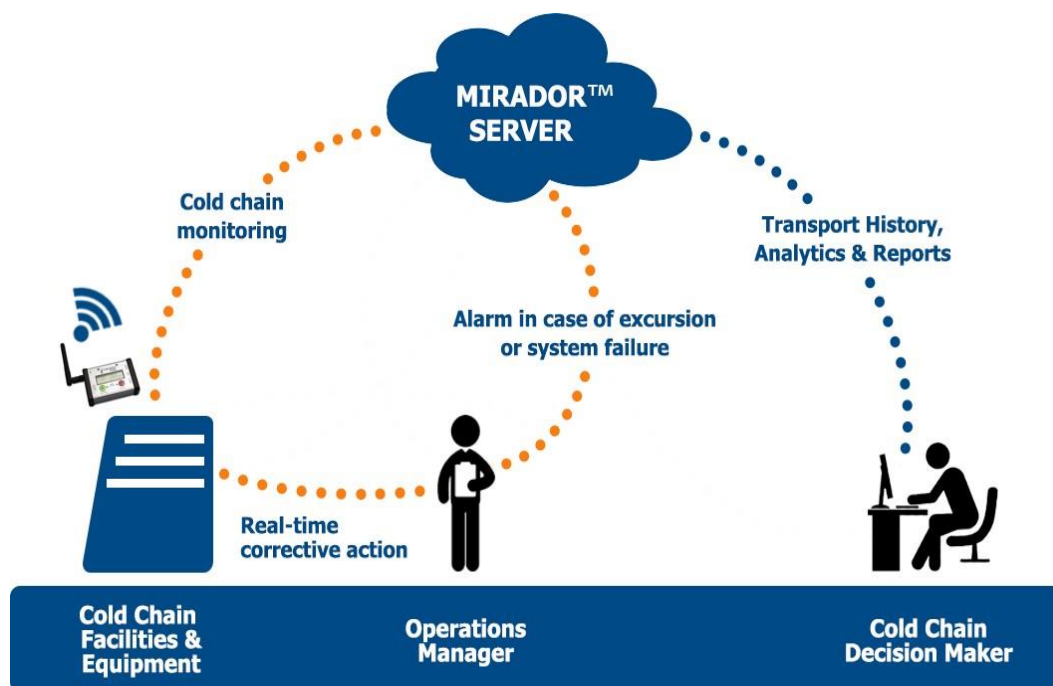 MIRADOR™
SERVER
Cold chain
monitoring
Transport History,
Analytics & Reports
Alarm in case of excursion
or system failure
Real-time
corrective action
Cold Chain
Facilities &
Equipment
Operations
Manager
Cold Chain
Decision Maker